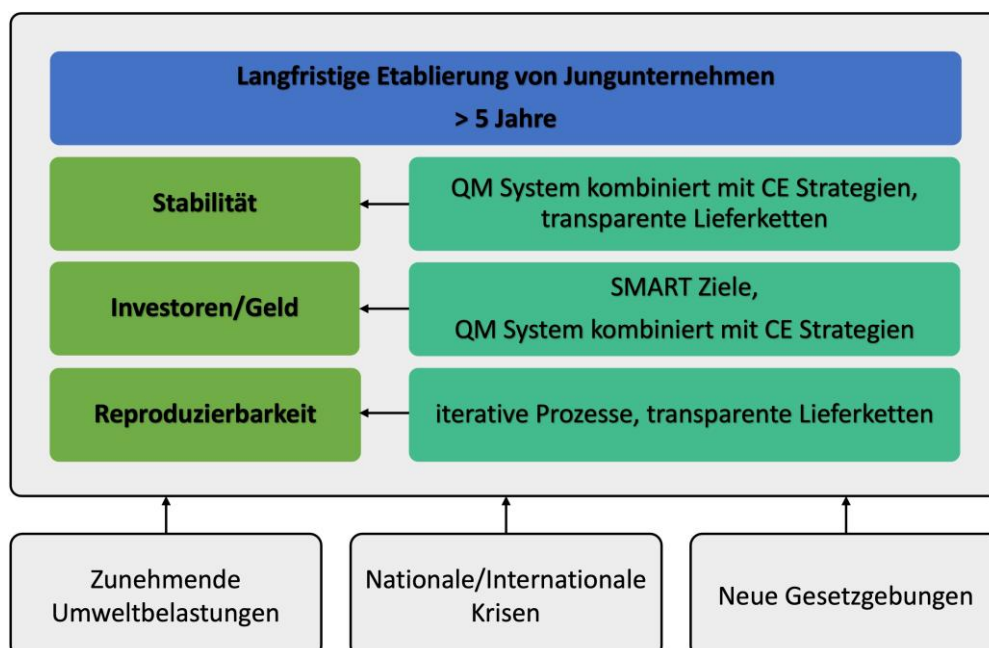 Langfristige Etablierung von Jungunternehmen
> 5 Jahre
Stabilität
QM System kombiniert mit CE Strategien,
transparente Lieferketten
Investoren/Geld
SMART Ziele,
QM System kombiniert mit CE Strategien
Reproduzierbarkeit
iterative Prozesse, transparente Lieferketten
Zunehmende
Umweltbelastungen
Nationale/Internationale
Krisen
Neue Gesetzgebungen